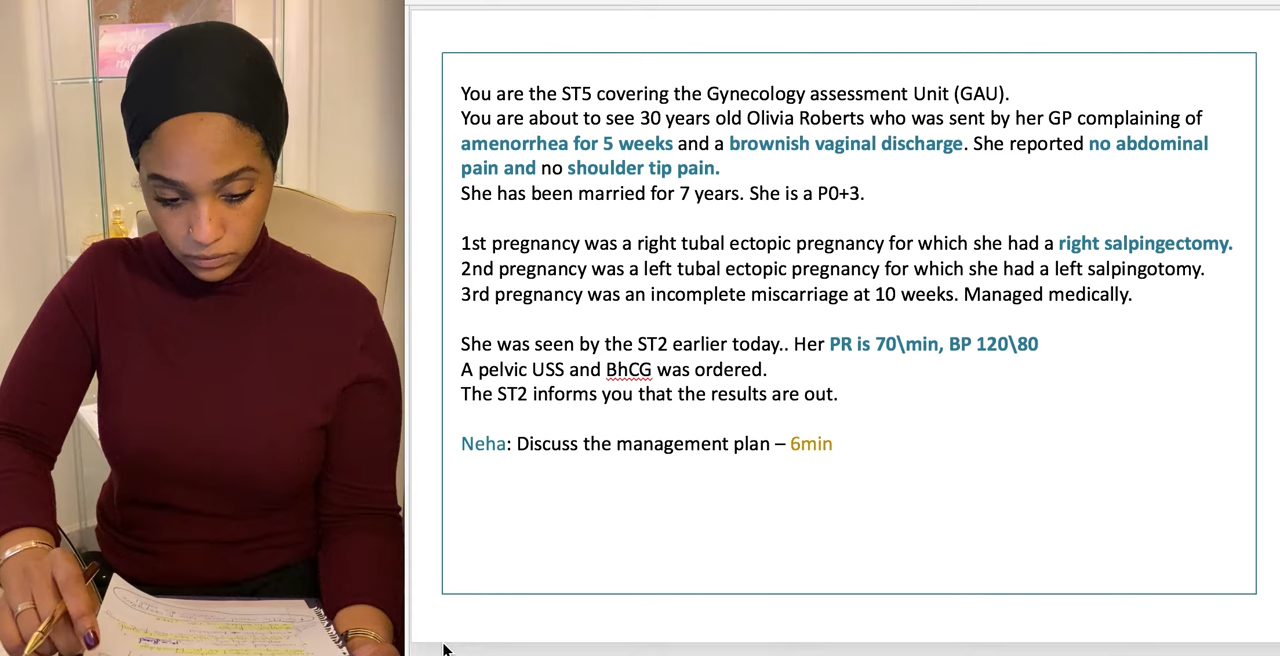 You are the ST5 covering the Gynecology assessment Unit (GAU).
You are about to see 30 years old Olivia Roberts who was sent by her GP complaining of
amenorrhea for 5 weeks and a brownish vaginal discharge. She reported no abdominal
pain and no shoulder tip pain.
She has been married for 7 years. She is a P0+3.
1st pregnancy was a right tubal ectopic pregnancy for which she had a right salpingectomy.
2nd pregnancy was a left tubal ectopic pregnancy for which she had a left salpingotomy.
3rd pregnancy was an incomplete miscarriage at 10 weeks. Managed medically.
She was seen by the ST2 earlier today.. Her PR is 70\min, BP 120\80
A pelvic USS and BhCG was ordered.
The ST2 informs you that the results are out.
Neha: Discuss the management plan – 6min